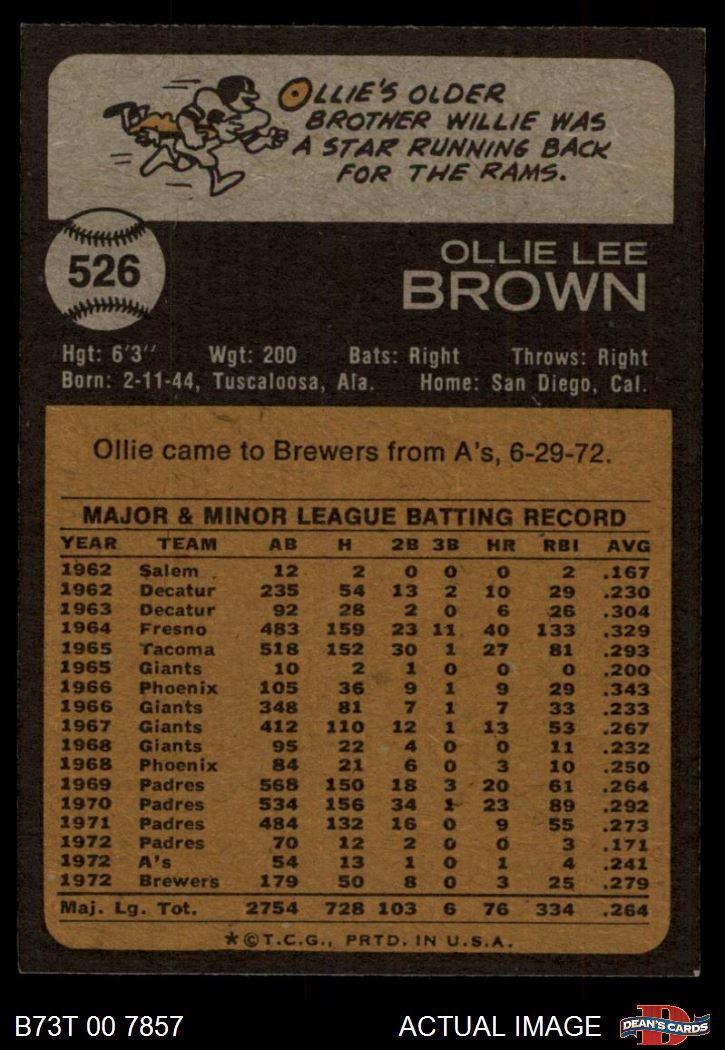 OLLIE'S OLDER
BROTHER WILLIE WAS
A STAR RUNNING BACK
FOR THE RAMS.
526
OLLIE LEE
BROWN
Hgt: 6'3" Wgt: 200 Bats: Right Throws: Right
Born: 2-11-44, Tuscaloosa, Ala. Home: San Diego, Cal.
Ollie came to Brewers from A's, 6-29-72.
MAJOR & MINOR LEAGUE BATTING RECORD
YEAR TEAM AB H 2B 3B HR RBI AVG
1962 Salem 12 2 0 0 0 2 .167
1962 Decatur 235 54 13 2 10 29 .230
1963 Decatur 92 28 2 0 6 26 .304
1964 Fresno 483 159 23 11 40 133 .329
1965 Tacoma 518 152 30 1 27 81 .293
1965 Giants 10 2 1 0 0 0 .200
1966 Phoenix 105 36 9 1 9 29 .343
1966 Giants 348 81 7 1 7 33 .233
1967 Giants 412 110 12 1 13 53 .267
1968 Giants 95 22 4 0 0 11 .232
1968 Phoenix 84 21 6 0 3 10 .250
1969 Padres 568 150 18 3 20 61 .264
1970 Padres 534 156 34 1 23 89 .292
1971 Padres 484 132 16 0 9 55 .273
1972 Padres 70 12 2 0 0 3 .171
1972 A's 54 13 1 0 1 4 .241
1972 Brewers 179 50 8 0 3 25 .279
Maj. Lg. Tot. 2754 728 103 6 76 334 .264
*©T.C.G., PRTD. IN U.S.A.
B73T 00 7857 ACTUAL IMAGE DEAN'S CARDS